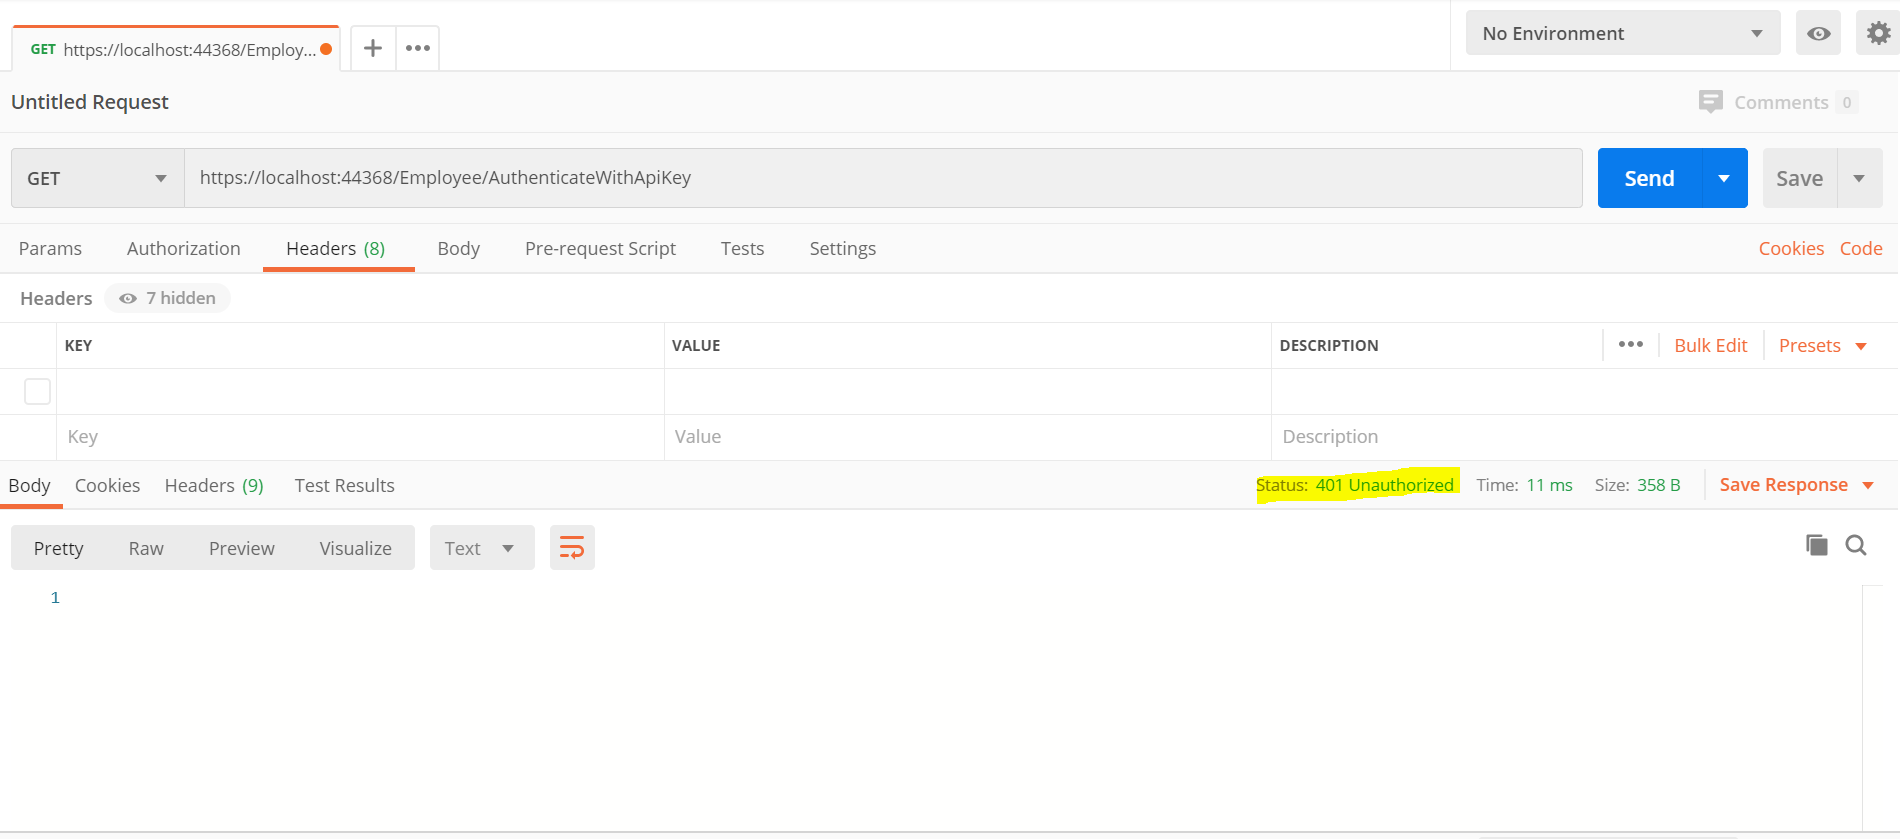 GET https://localhost:44368/Employ...
No Environment
Untitled Request
Comments 0
GET https://localhost:44368/Employee/AuthenticateWithApiKey Send Save
Params Authorization Headers (8) Body Pre-request Script Tests Settings Cookies Code
Headers 7 hidden
KEY VALUE DESCRIPTION Bulk Edit Presets
Key Value Description
Body Cookies Headers (9) Test Results Status: 401 Unauthorized Time: 11 ms Size: 358 B Save Response
Pretty Raw Preview Visualize Text
1